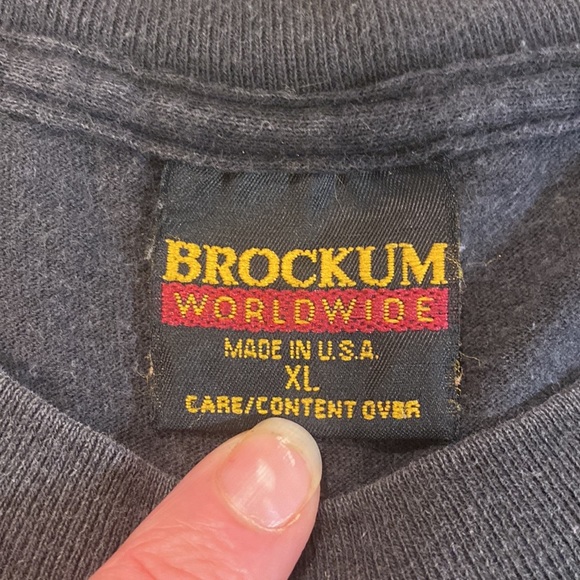 BROCKUM
WORLDWIDE
MADE IN U.S.A.
XL
CARE/CONTENT OVER